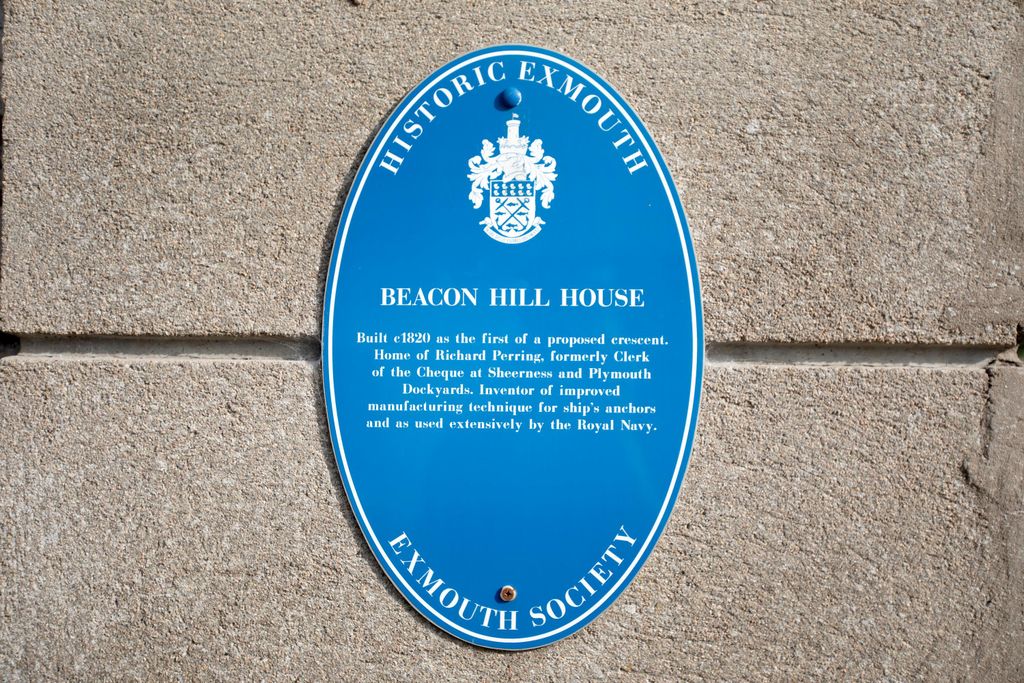 HISTORIC EXMOUTH
BEACON HILL HOUSE
Built c1820 as the first of a proposed crescent.
Home of Richard Perring, formerly Clerk
of the Cheque at Sheerness and Plymouth
Dockyards. Inventor of improved
manufacturing technique for ship's anchors
and as used extensively by the Royal Navy.
EXMOUTH SOCIETY